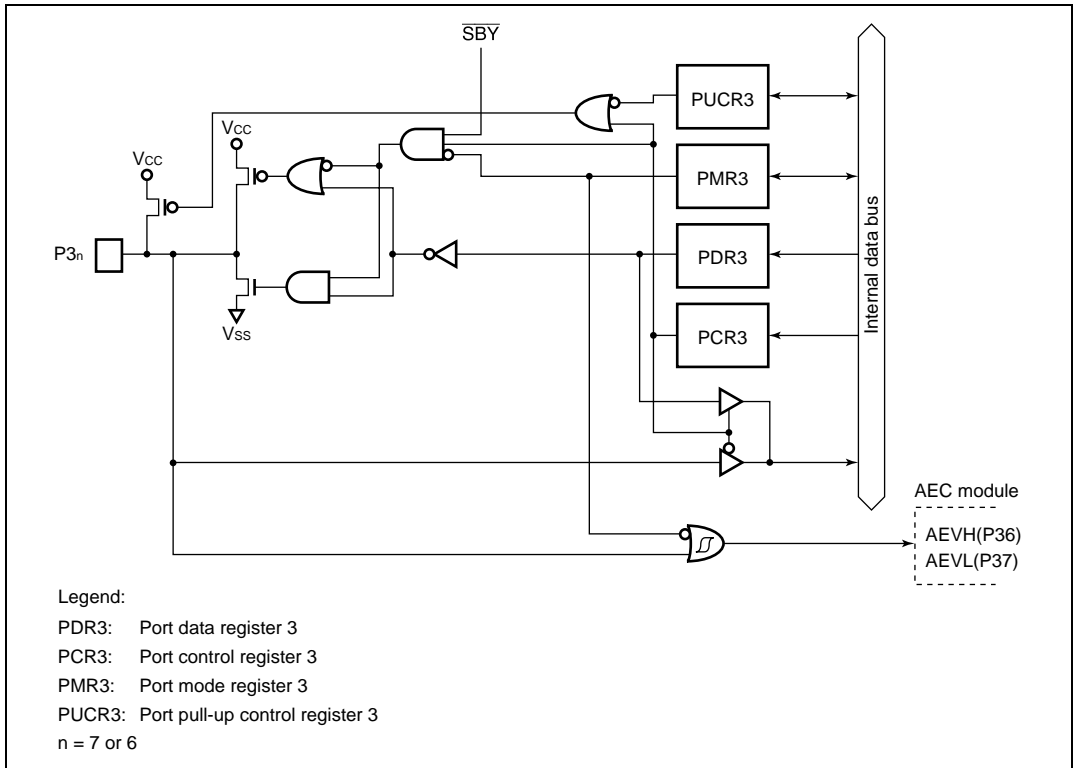 SBY
PUCR3
VCC
VCC
PMR3
P3n
PDR3
VSS
PCR3
Internal data bus
AEC module
AEVH(P36)
AEVL(P37)
Legend:
PDR3: Port data register 3
PCR3: Port control register 3
PMR3: Port mode register 3
PUCR3: Port pull-up control register 3
n = 7 or 6